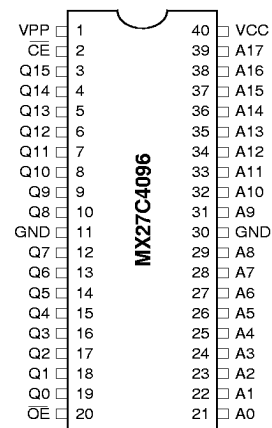 VPP 1 40 VCC
C̅E̅ 2 39 A17
Q15 3 38 A16
Q14 4 37 A15
Q13 5 36 A14
Q12 6 35 A13
Q11 7 34 A12
Q10 8 33 A11
Q9 9 32 A10
Q8 10 31 A9
GND 11 30 GND
Q7 12 29 A8
Q6 13 28 A7
Q5 14 27 A6
Q4 15 26 A5
Q3 16 25 A4
Q2 17 24 A3
Q1 18 23 A2
Q0 19 22 A1
O̅E̅ 20 21 A0
MX27C4096